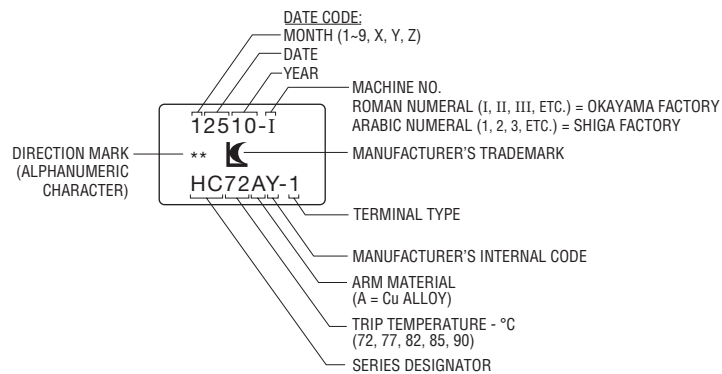 DATE CODE:
MONTH (1~9, X, Y, Z)
DATE
YEAR
MACHINE NO.
ROMAN NUMERAL (I, II, III, ETC.) = OKAYAMA FACTORY
ARABIC NUMERAL (1, 2, 3, ETC.) = SHIGA FACTORY
12510-I
DIRECTION MARK
(ALPHANUMERIC
CHARACTER)
**
MANUFACTURER'S TRADEMARK
HC72AY-1
TERMINAL TYPE
MANUFACTURER'S INTERNAL CODE
ARM MATERIAL
(A = Cu ALLOY)
TRIP TEMPERATURE - °C
(72, 77, 82, 85, 90)
SERIES DESIGNATOR